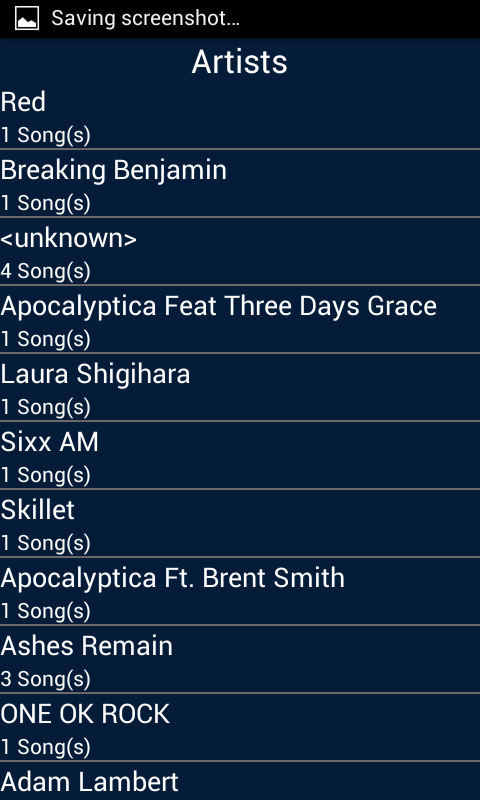 Saving screenshot...
Artists
Red
1 Song(s)
Breaking Benjamin
1 Song(s)
<unknown>
4 Song(s)
Apocalyptica Feat Three Days Grace
1 Song(s)
Laura Shigihara
1 Song(s)
Sixx AM
1 Song(s)
Skillet
1 Song(s)
Apocalyptica Ft. Brent Smith
1 Song(s)
Ashes Remain
3 Song(s)
ONE OK ROCK
1 Song(s)
Adam Lambert